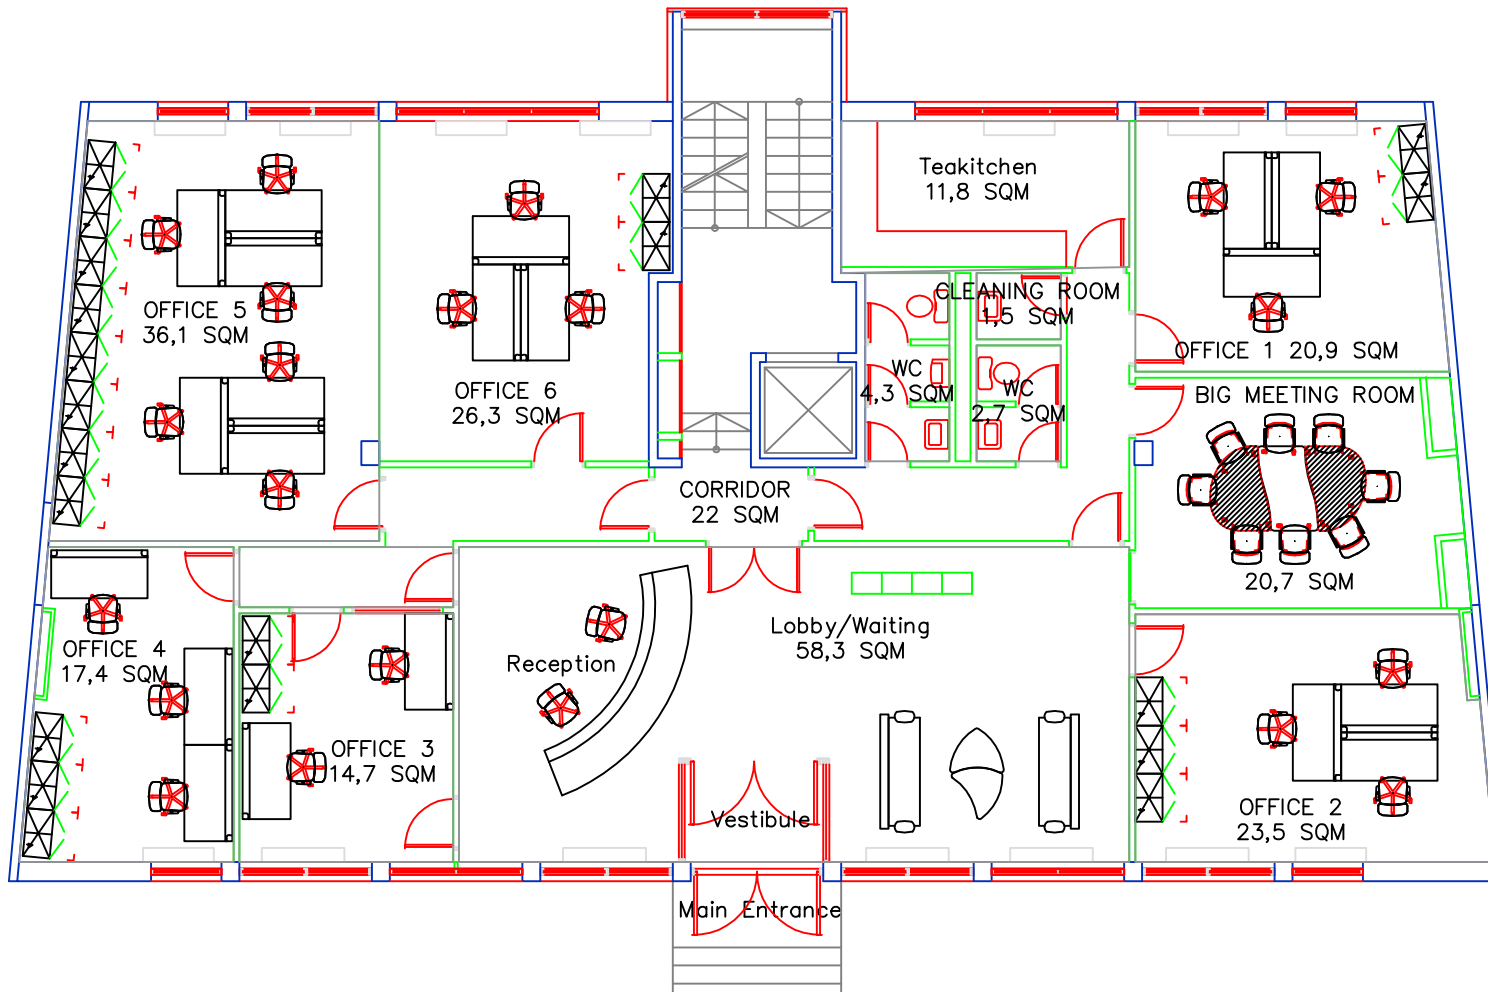 Teakitchen
11,8 SQM
OFFICE 5
36,1 SQM
CLEANING ROOM
1,5 SQM
OFFICE 1 20,9 SQM
OFFICE 6
26,3 SQM
WC
4,3 SQM
WC
2,7 SQM
BIG MEETING ROOM
20,7 SQM
CORRIDOR
22 SQM
OFFICE 4
17,4 SQM
Reception
Lobby/Waiting
58,3 SQM
OFFICE 3
14,7 SQM
Vestibule
OFFICE 2
23,5 SQM
Main Entrance